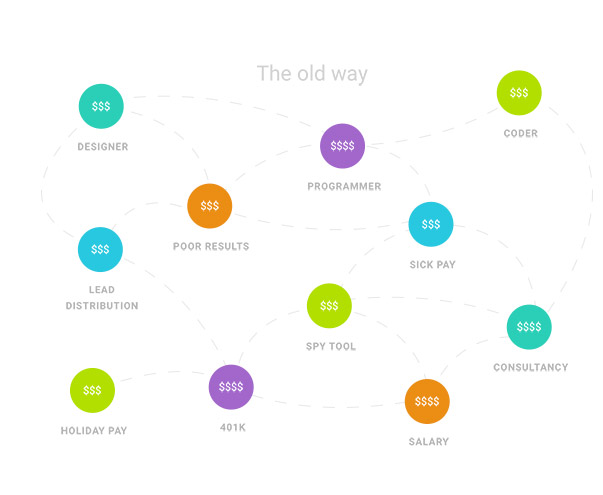 The old way
$$$
CODER
$$$
DESIGNER
$$$$
PROGRAMMER
$$$
POOR RESULTS
$$$
SICK PAY
$$$
LEAD
DISTRIBUTION
$$$
SPY TOOL
$$$$
CONSULTANCY
$$$
HOLIDAY PAY
$$$$
401K
$$$$
SALARY